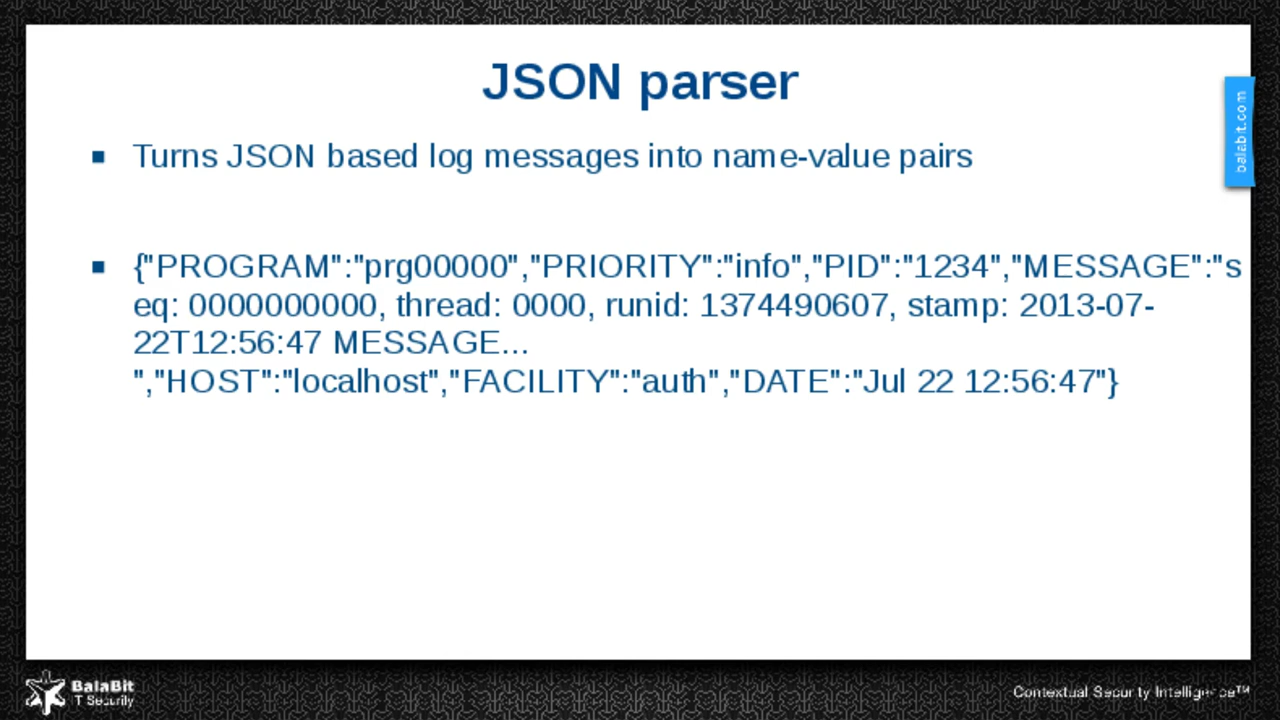 JSON parser
balabit.com
Turns JSON based log messages into name-value pairs
{"PROGRAM":"prg00000","PRIORITY":"info","PID":"1234","MESSAGE":"s
eq: 0000000000, thread: 0000, runid: 1374490607, stamp: 2013-07-
22T12:56:47 MESSAGE...
","HOST":"localhost","FACILITY":"auth","DATE":"Jul 22 12:56:47"}
BalaBit
IT Security
Contextual Security Intelligence™